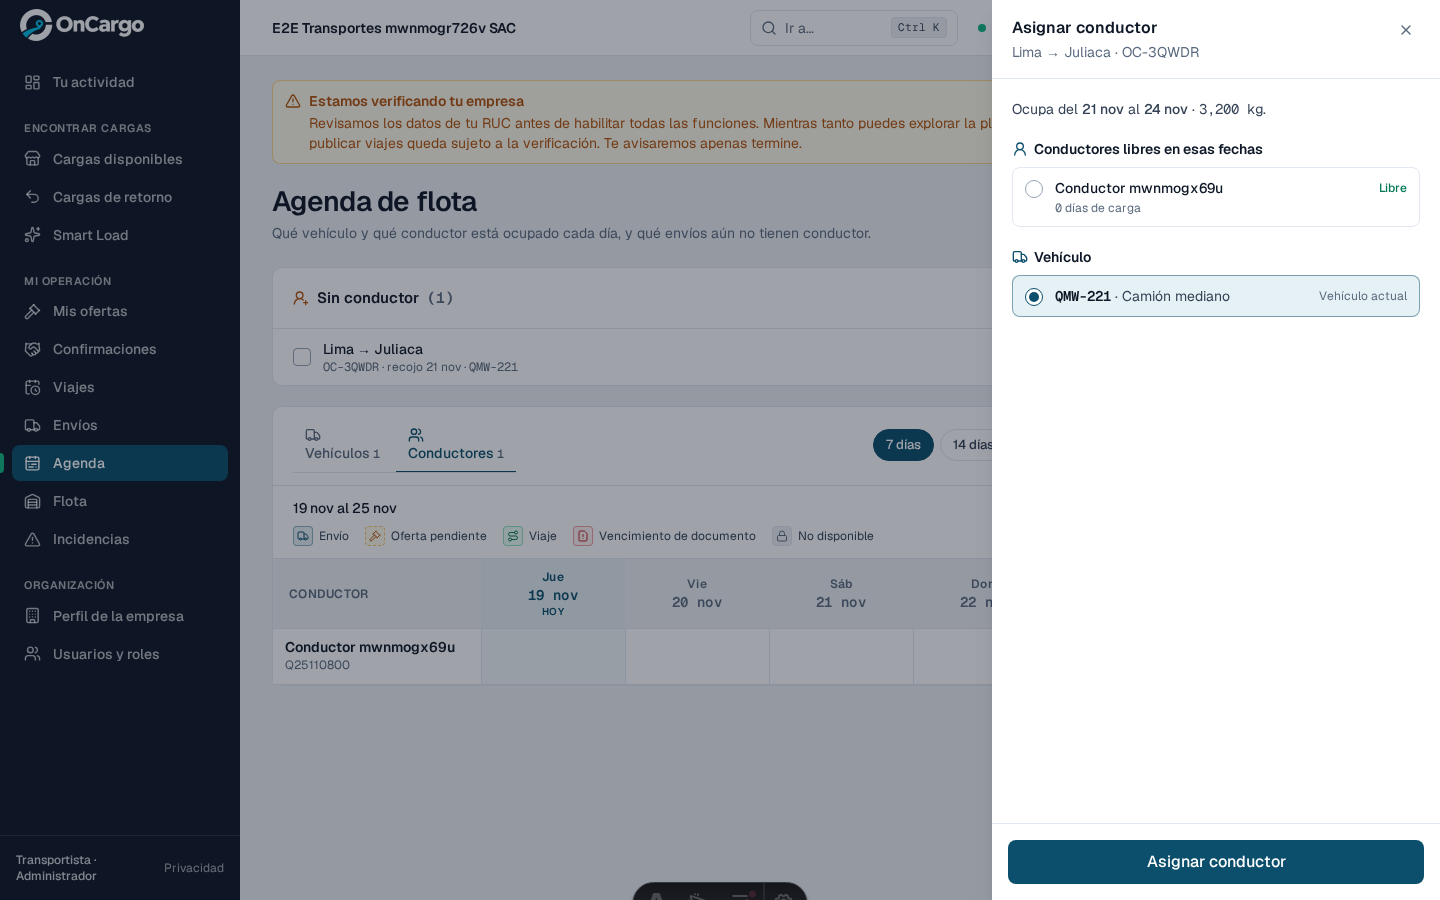 OnCargo
Tu actividad
ENCONTRAR CARGAS
Cargas disponibles
Cargas de retorno
Smart Load
MI OPERACIÓN
Mis ofertas
Confirmaciones
Viajes
Envíos
Agenda
Flota
Incidencias
ORGANIZACIÓN
Perfil de la empresa
Usuarios y roles
Transportista ·
Administrador
Privacidad
E2E Transportes mwnmogr726v SAC
Ir a...
Ctrl K
Estamos verificando tu empresa
Revisamos los datos de tu RUC antes de habilitar todas las funciones. Mientras tanto puedes explorar la pl
publicar viajes queda sujeto a la verificación. Te avisaremos apenas termine.
Agenda de flota
Qué vehículo y qué conductor está ocupado cada día, y qué envíos aún no tienen conductor.
Sin conductor (1)
Lima → Juliaca
OC-3QWDR · recojo 21 nov · QMW-221
Vehículos 1
Conductores 1
7 días
14 días
19 nov al 25 nov
Envío
Oferta pendiente
Viaje
Vencimiento de documento
No disponible
CONDUCTOR
Jue
19 nov
HOY
Vie
20 nov
Sáb
21 nov
Dom
22 n
Conductor mwnmogx69u
Q25110800
Asignar conductor
Lima → Juliaca · OC-3QWDR
Ocupa del 21 nov al 24 nov · 3,200 kg.
Conductores libres en esas fechas
Conductor mwnmogx69u
Libre
0 días de carga
Vehículo
QMW-221 · Camión mediano
Vehículo actual
Asignar conductor